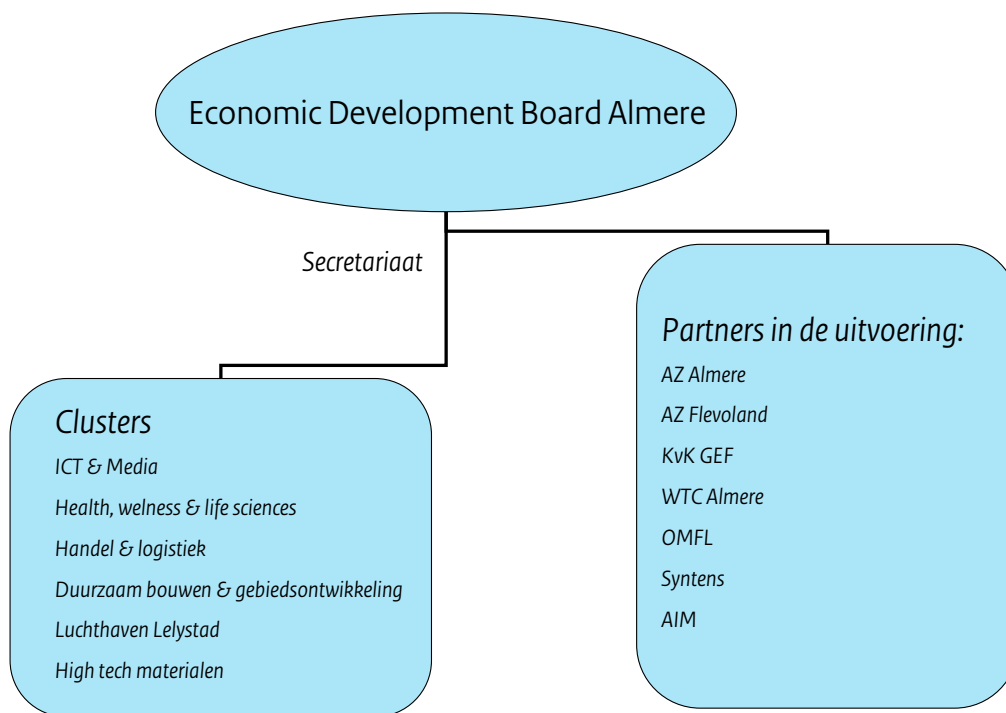 Economic Development Board Almere
Secretariaat
Clusters
ICT & Media
Health, welness & life sciences
Handel & logistiek
Duurzaam bouwen & gebiedsontwikkeling
Luchthaven Lelystad
High tech materialen
Partners in de uitvoering:
AZ Almere
AZ Flevoland
KvK GEF
WTC Almere
OMFL
Syntens
AIM